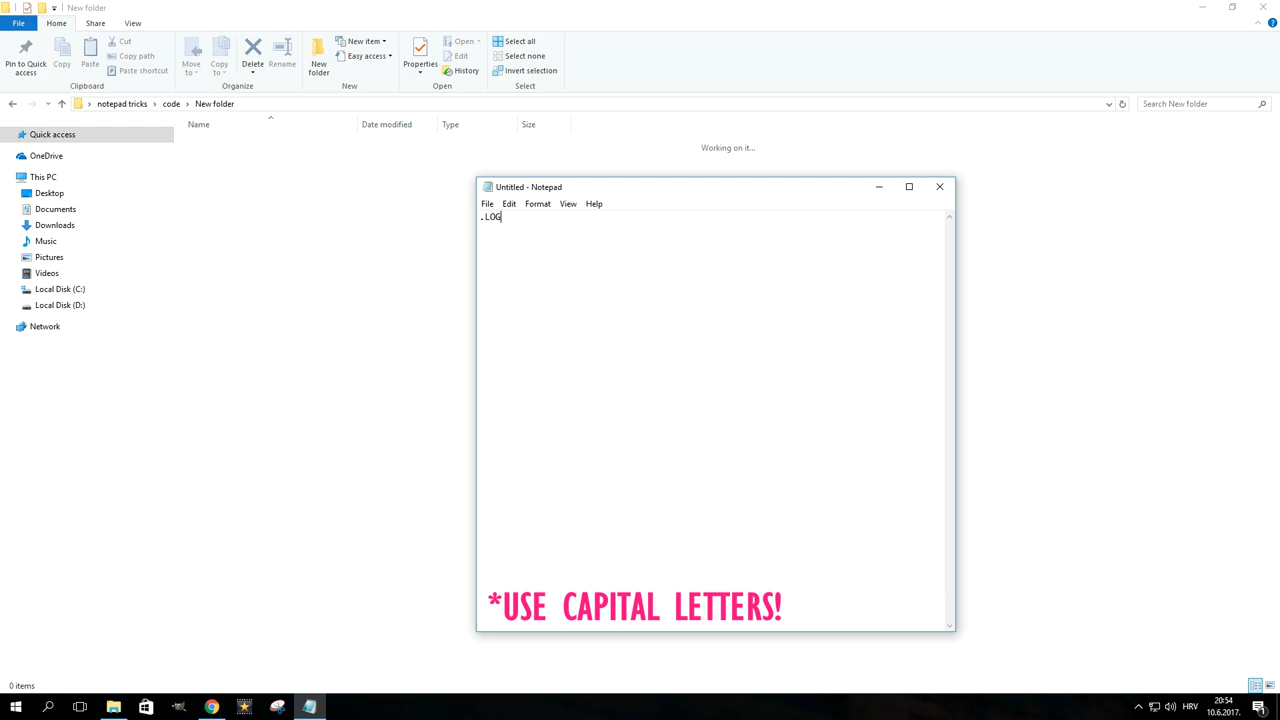 New folder
File Home Share View
Pin to Quick access
Copy
Paste
Cut
Copy path
Paste shortcut
Clipboard
Move to
Copy to
Delete
Rename
Organize
New folder
New item
Easy access
New
Properties
Open
Edit
History
Open
Select all
Select none
Invert selection
Select
notepad tricks > code > New folder
Search New folder
Name Date modified Type Size
Working on it...
Quick access
OneDrive
This PC
Desktop
Documents
Downloads
Music
Pictures
Videos
Local Disk (C:)
Local Disk (D:)
Network
Untitled - Notepad
File Edit Format View Help
.LOG
*USE CAPITAL LETTERS!
0 items
HRV
20:54
10.6.2017.
1